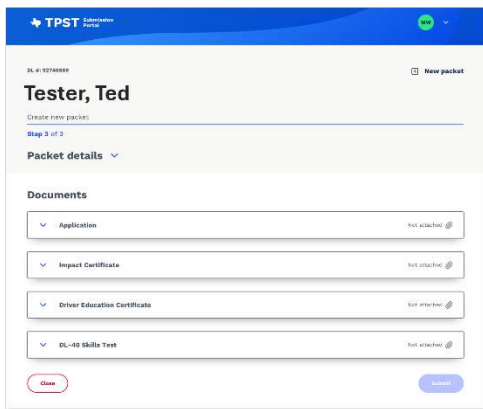 TPST Submission Portal
MW
DL #: 92746989
New packet
Tester, Ted
Create new packet
Step 3 of 3
Packet details
Documents
Application
Not attached
Impact Certificate
Not attached
Driver Education Certificate
Not attached
DL-40 Skills Test
Not attached
Close
Submit